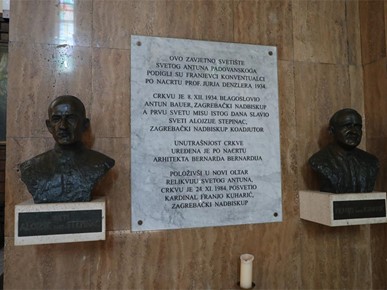 OVO ZAVJETNO SVETIŠTE
SVETOG ANTUNA PADOVANSKOGA
PODIGLI SU FRANJEVCI KONVENTUALCI
PO NACRTU PROF. JURJA DENZLERA 1934.
CRKVU JE 8. XII. 1934. BLAGOSLOVIO
ANTUN BAUER, ZAGREBAČKI NADBISKUP
A PRVU SVETU MISU ISTOG DANA SLAVIO
SVETI ALOJZIJE STEPINAC,
ZAGREBAČKI NADBISKUP KOADJUTOR
UNUTRAŠNJOST CRKVE
UREĐENA JE PO NACRTU
ARHITEKTA BERNARDA BERNARDIJA
POLOŽIVŠI U NOVI OLTAR
RELIKVIJU SVETOG ANTUNA,
CRKVU JE 24. XI. 1984. POSVETIO
KARDINAL FRANJO KUHARIĆ,
ZAGREBAČKI NADBISKUP